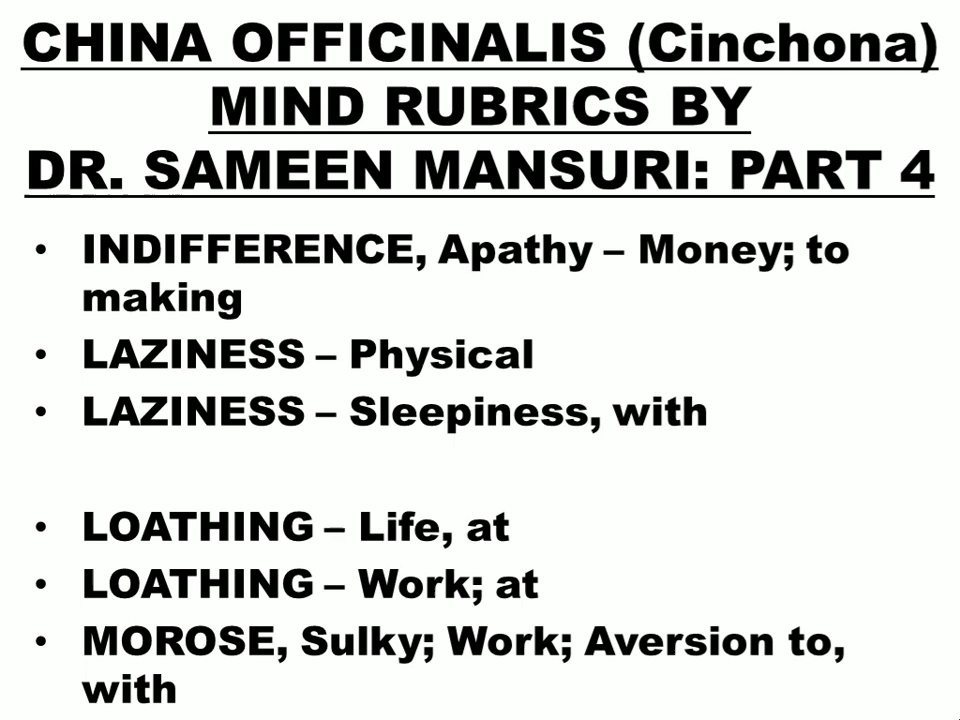 CHINA OFFICINALIS (Cinchona)
MIND RUBRICS BY
DR. SAMEEN MANSURI: PART 4
• INDIFFERENCE, Apathy – Money; to
making
• LAZINESS – Physical
• LAZINESS – Sleepiness, with
• LOATHING – Life, at
• LOATHING – Work; at
• MOROSE, Sulky; Work; Aversion to,
with